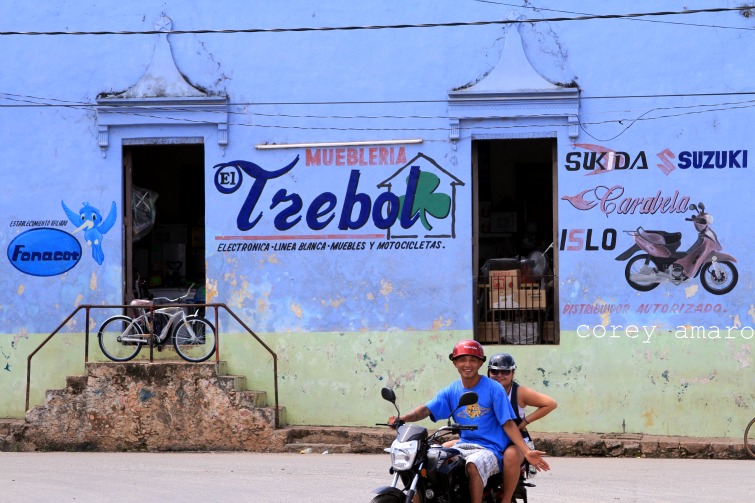 ESTABLECIMIENTO AFILIADO
Fonacot
MUEBLERIA
El Trebol
ELECTRONICA·LINEA BLANCA·MUEBLES Y MOTOCICLETAS.
SUKIDA SUZUKI
Carabela
ISLO
DISTRIBUIDOR AUTORIZADO
corey amaro